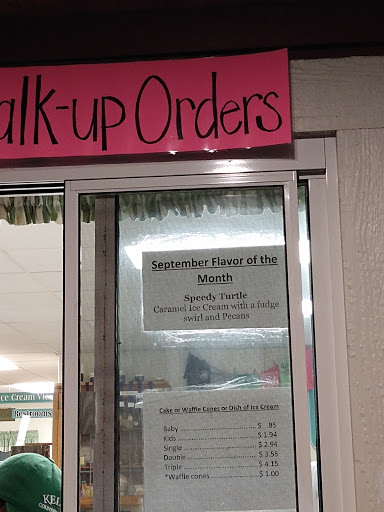 alk-up Orders
September Flavor of the
Month
Speedy Turtle
Caramel Ice Cream with a fudge
swirl and Pecans
Cake or Waffle Cones or Dish of Ice Cream
Baby ........................ $ .85
Kids ........................ $ 1.94
Single ........................ $ 2.94
Double ........................ $ 3.55
Triple ........................ $ 4.15
*Waffle cones ................ $ 1.00
ce Cream
Restrooms
KEL